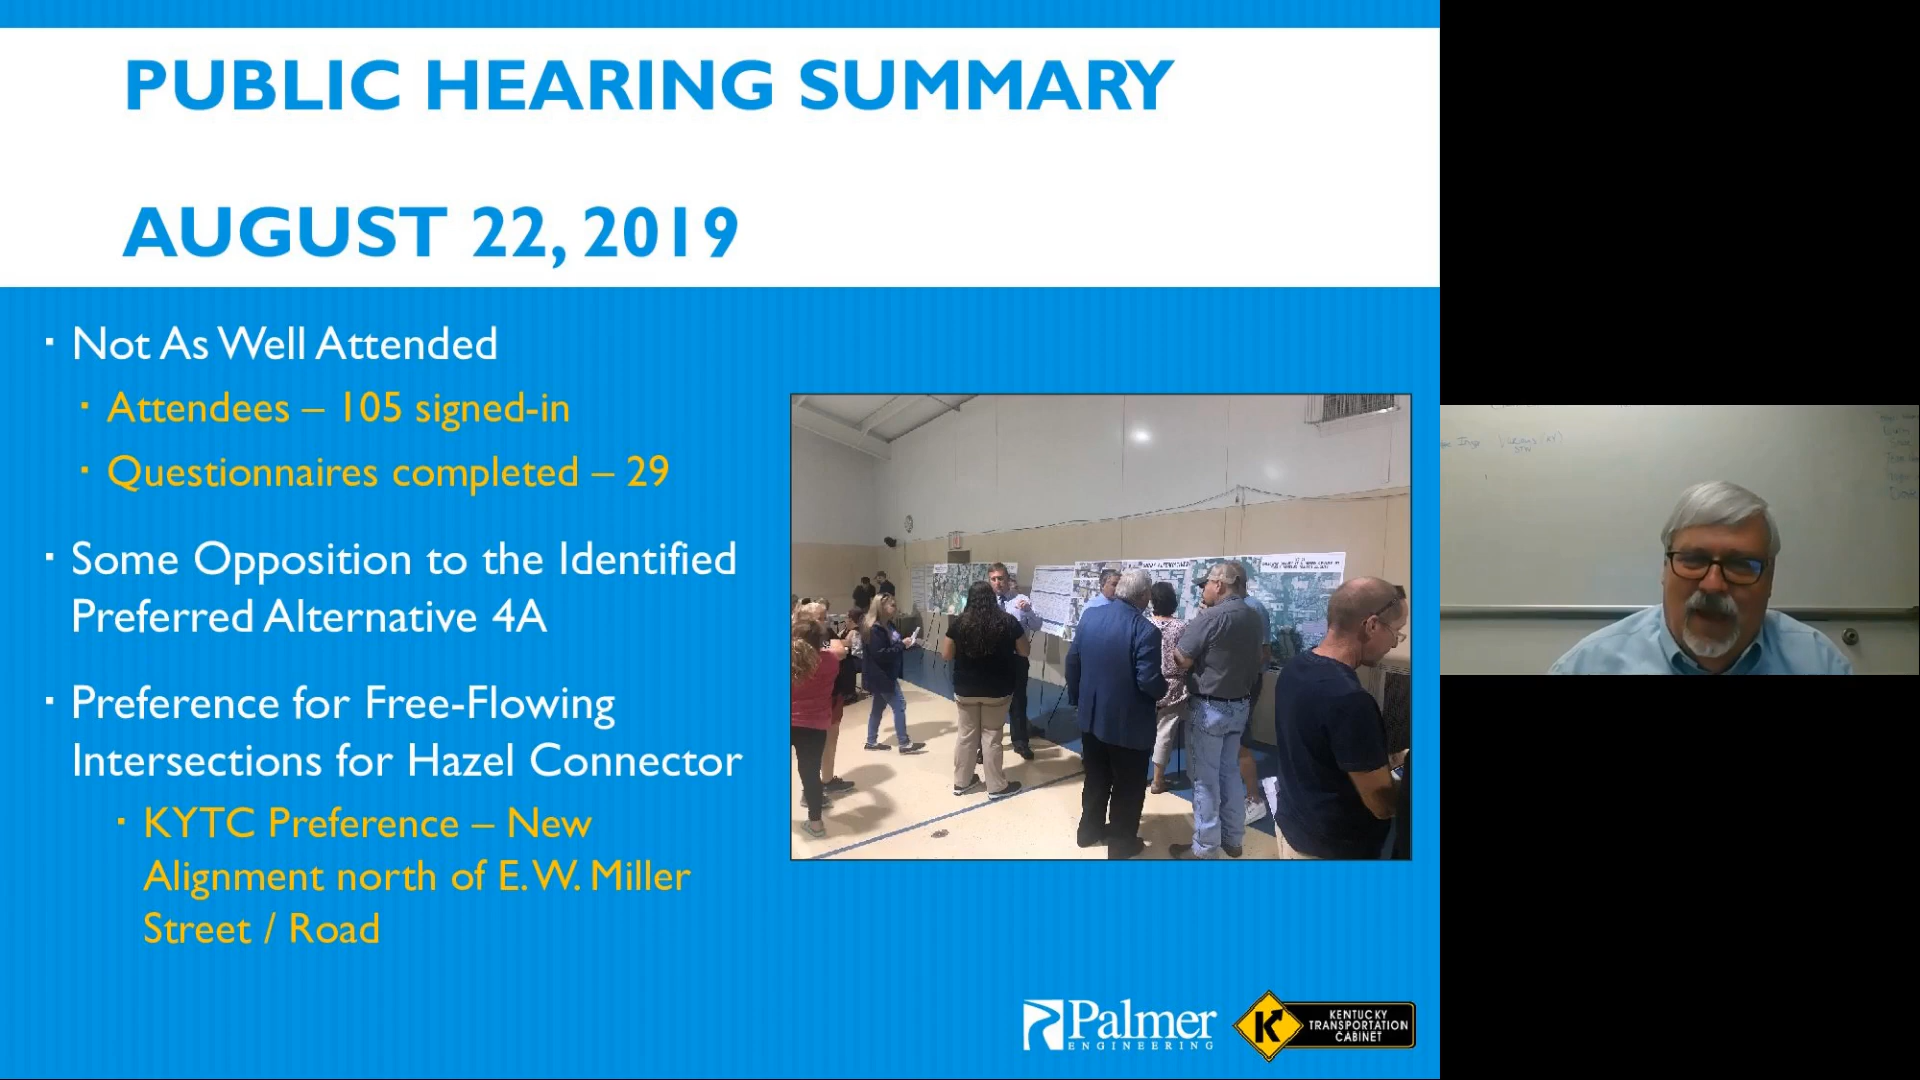 PUBLIC HEARING SUMMARY
AUGUST 22, 2019
▪ Not As Well Attended
▪ Attendees – 105 signed-in
▪ Questionnaires completed – 29
▪ Some Opposition to the Identified
Preferred Alternative 4A
▪ Preference for Free-Flowing
Intersections for Hazel Connector
▪ KYTC Preference – New
Alignment north of E. W. Miller
Street / Road
Palmer
ENGINEERING
K
KENTUCKY
TRANSPORTATION
CABINET